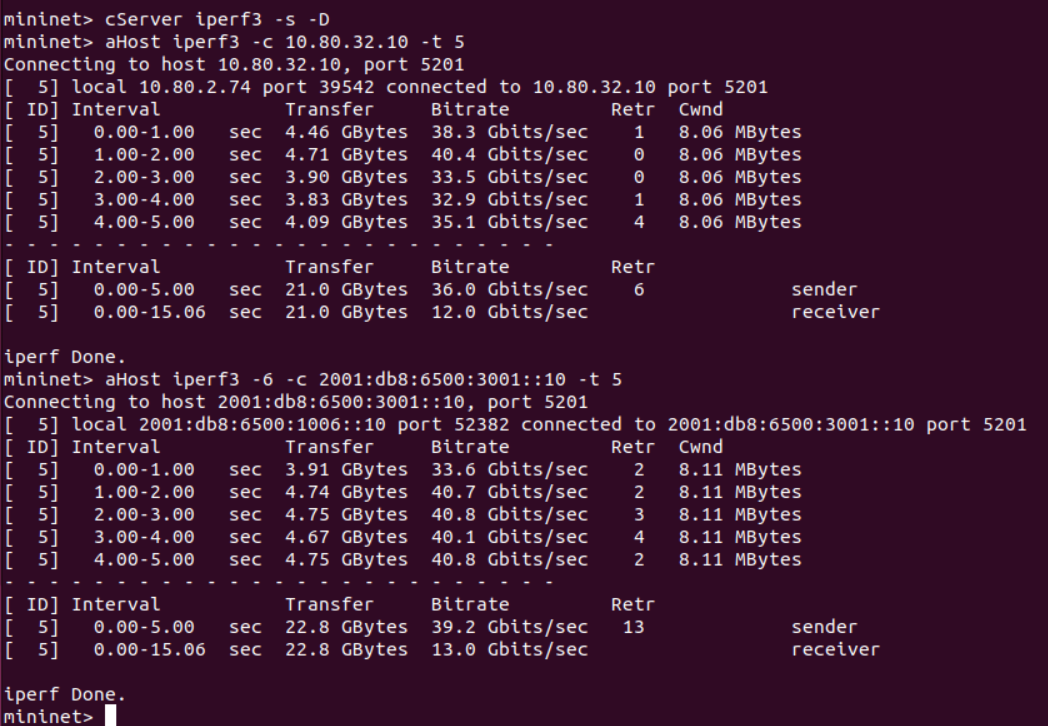 mininet> cServer iperf3 -s -D
mininet> aHost iperf3 -c 10.80.32.10 -t 5
Connecting to host 10.80.32.10, port 5201
[  5] local 10.80.2.74 port 39542 connected to 10.80.32.10 port 5201
[ ID] Interval           Transfer     Bitrate         Retr  Cwnd
[  5]   0.00-1.00   sec  4.46 GBytes  38.3 Gbits/sec    1   8.06 MBytes
[  5]   1.00-2.00   sec  4.71 GBytes  40.4 Gbits/sec    0   8.06 MBytes
[  5]   2.00-3.00   sec  3.90 GBytes  33.5 Gbits/sec    0   8.06 MBytes
[  5]   3.00-4.00   sec  3.83 GBytes  32.9 Gbits/sec    1   8.06 MBytes
[  5]   4.00-5.00   sec  4.09 GBytes  35.1 Gbits/sec    4   8.06 MBytes
- - - - - - - - - - - - - - - - - - - - - - - - -
[ ID] Interval           Transfer     Bitrate         Retr
[  5]   0.00-5.00   sec  21.0 GBytes  36.0 Gbits/sec    6             sender
[  5]   0.00-15.06  sec  21.0 GBytes  12.0 Gbits/sec                  receiver

iperf Done.
mininet> aHost iperf3 -6 -c 2001:db8:6500:3001::10 -t 5
Connecting to host 2001:db8:6500:3001::10, port 5201
[  5] local 2001:db8:6500:1006::10 port 52382 connected to 2001:db8:6500:3001::10 port 5201
[ ID] Interval           Transfer     Bitrate         Retr  Cwnd
[  5]   0.00-1.00   sec  3.91 GBytes  33.6 Gbits/sec    2   8.11 MBytes
[  5]   1.00-2.00   sec  4.74 GBytes  40.7 Gbits/sec    2   8.11 MBytes
[  5]   2.00-3.00   sec  4.75 GBytes  40.8 Gbits/sec    3   8.11 MBytes
[  5]   3.00-4.00   sec  4.67 GBytes  40.1 Gbits/sec    4   8.11 MBytes
[  5]   4.00-5.00   sec  4.75 GBytes  40.8 Gbits/sec    2   8.11 MBytes
- - - - - - - - - - - - - - - - - - - - - - - - -
[ ID] Interval           Transfer     Bitrate         Retr
[  5]   0.00-5.00   sec  22.8 GBytes  39.2 Gbits/sec   13             sender
[  5]   0.00-15.06  sec  22.8 GBytes  13.0 Gbits/sec                  receiver

iperf Done.
mininet>